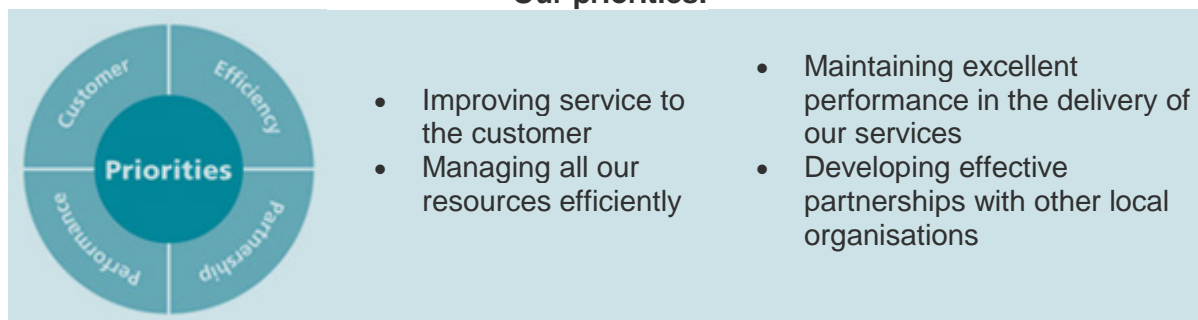 Our priorities:
Customer
Efficiency
Priorities
Performance
Partnership
• Improving service to
the customer
• Managing all our
resources efficiently
• Maintaining excellent
performance in the delivery of
our services
• Developing effective
partnerships with other local
organisations